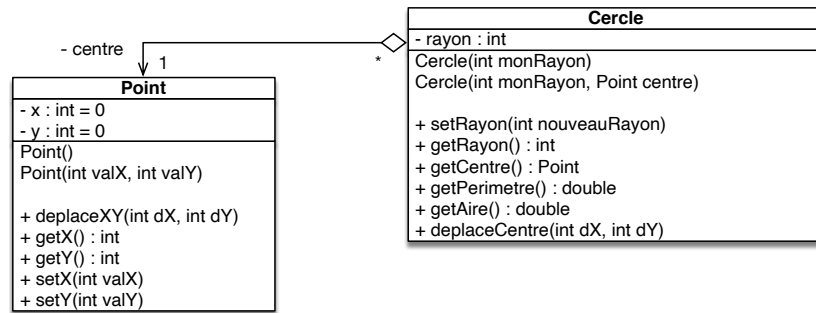 - centre
1
*
Point
- x : int = 0
- y : int = 0
Point()
Point(int valX, int valY)
+ deplaceXY(int dX, int dY)
+ getX() : int
+ getY() : int
+ setX(int valX)
+ setY(int valY)
Cercle
- rayon : int
Cercle(int monRayon)
Cercle(int monRayon, Point centre)
+ setRayon(int nouveauRayon)
+ getRayon() : int
+ getCentre() : Point
+ getPerimetre() : double
+ getAire() : double
+ deplaceCentre(int dX, int dY)